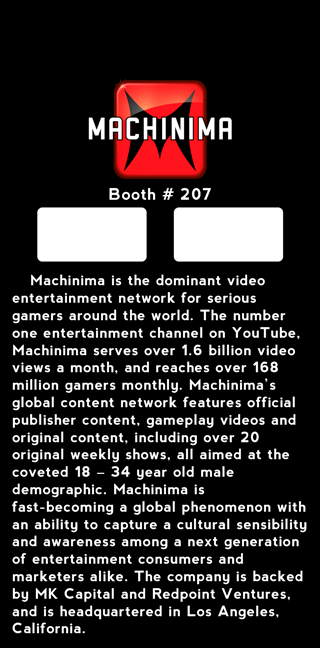 MACHINIMA
Booth # 207
Machinima is the dominant video
entertainment network for serious
gamers around the world. The number
one entertainment channel on YouTube,
Machinima serves over 1.6 billion video
views a month, and reaches over 168
million gamers monthly. Machinima's
global content network features official
publisher content, gameplay videos and
original content, including over 20
original weekly shows, all aimed at the
coveted 18 – 34 year old male
demographic. Machinima is
fast-becoming a global phenomenon with
an ability to capture a cultural sensibility
and awareness among a next generation
of entertainment consumers and
marketers alike. The company is backed
by MK Capital and Redpoint Ventures,
and is headquartered in Los Angeles,
California.